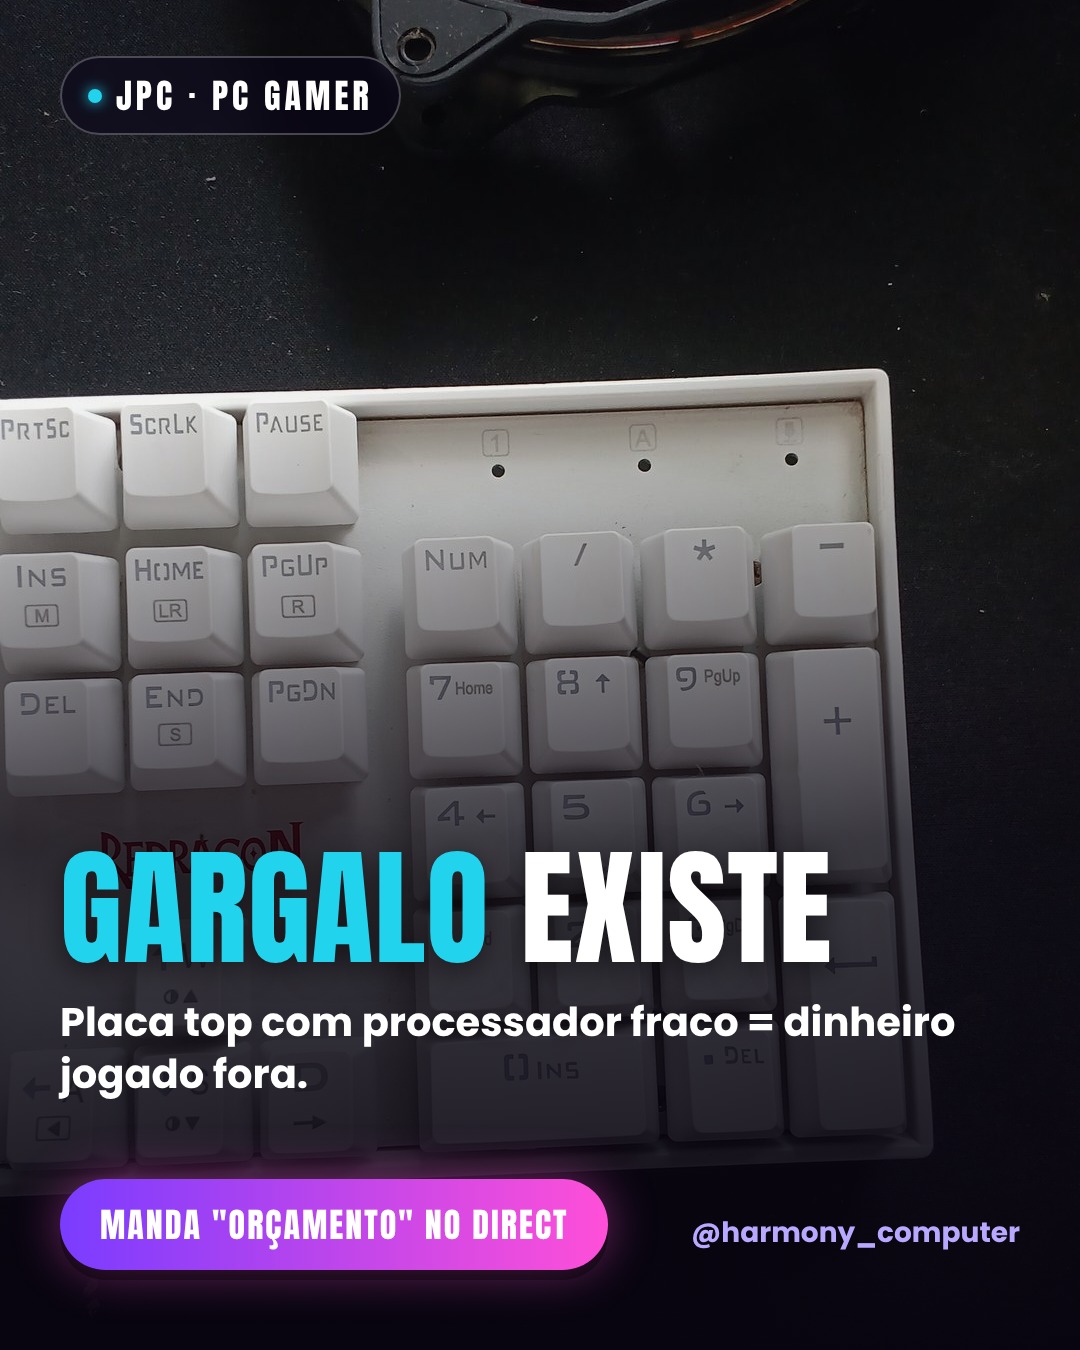 JPC · PC GAMER
PRTSC SCRLK PAUSE
1 A
INS HOME PGUP NUM / * -
M LR R
DEL END PGDN 7 Home 8 ↑ 9 PgUp +
S
4 ← 5 6 →
REDRAGON
GARGALO EXISTE
Placa top com processador fraco = dinheiro
jogado fora.
INS DEL
MANDA "ORÇAMENTO" NO DIRECT
@harmony_computer